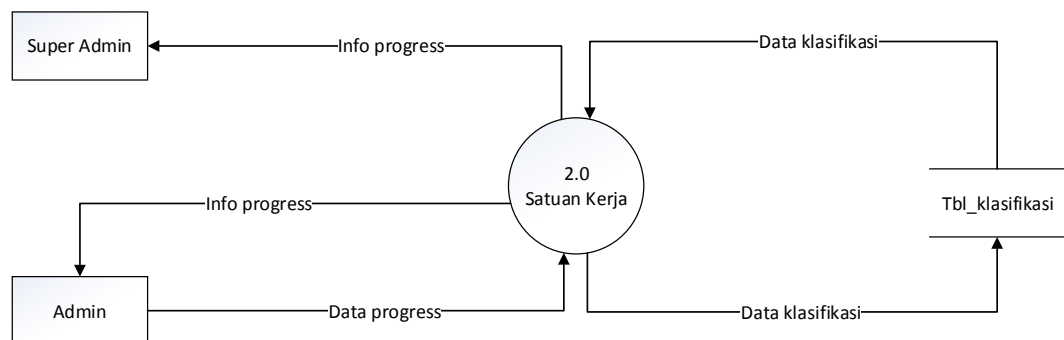 Super Admin
Info progress
Data klasifikasi
2.0
Satuan Kerja
Info progress
Tbl_klasifikasi
Admin
Data progress
Data klasifikasi